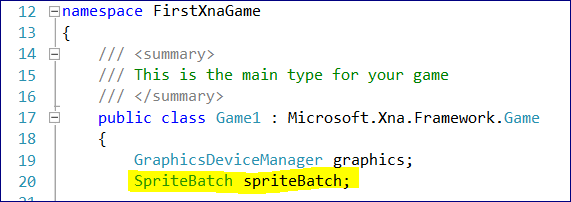 12 namespace FirstXnaGame
13 {
14 /// <summary>
15 /// This is the main type for your game
16 /// </summary>
17 public class Game1 : Microsoft.Xna.Framework.Game
18 {
19 GraphicsDeviceManager graphics;
20 SpriteBatch spriteBatch;